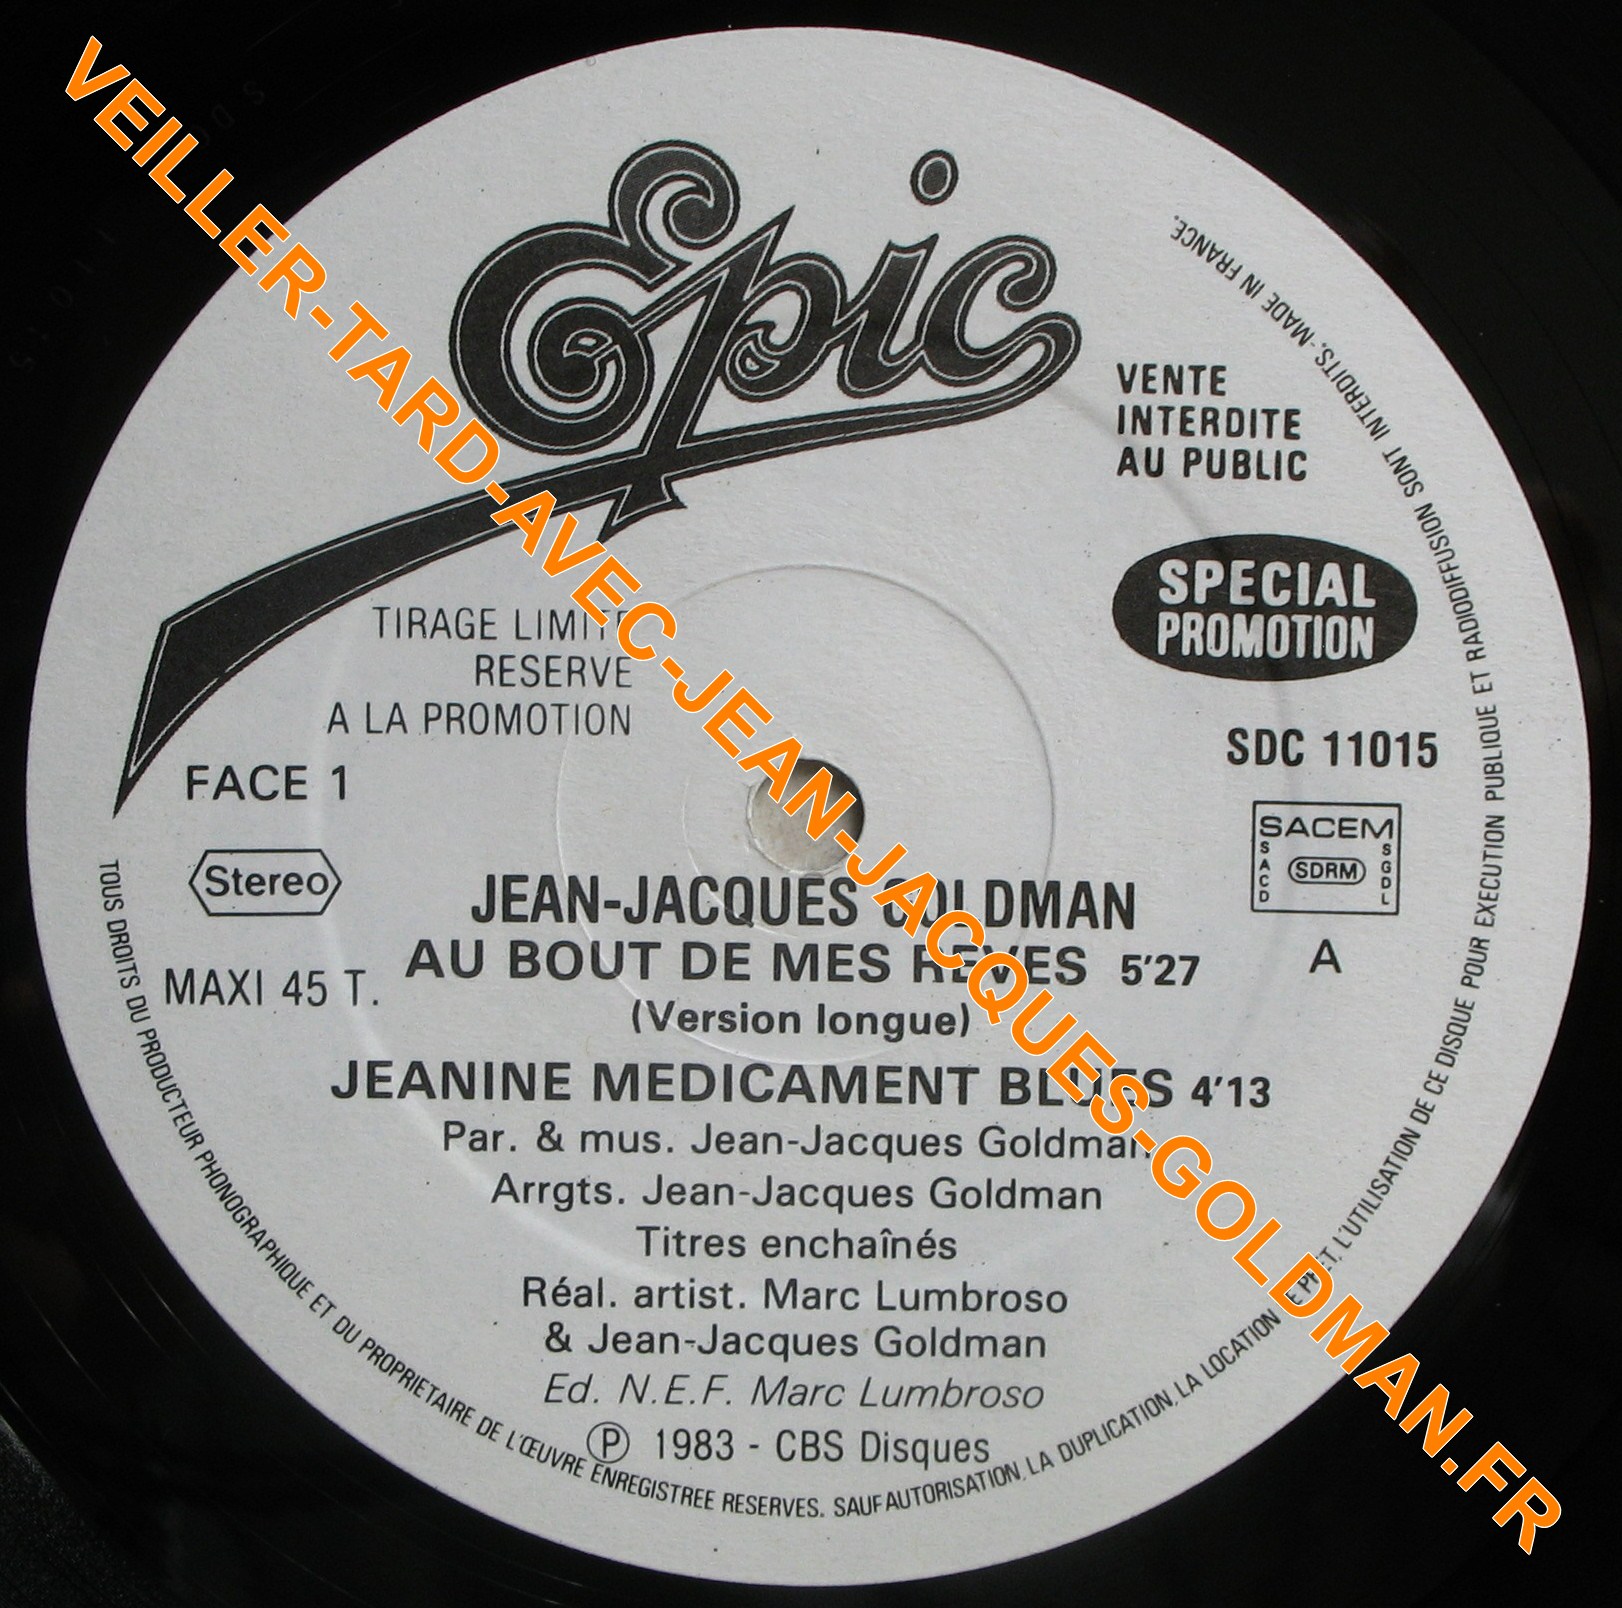 Epic
VENTE
INTERDITE
AU PUBLIC
SPECIAL
PROMOTION
TIRAGE LIMITE
RESERVE
A LA PROMOTION
SDC 11015
FACE 1
SACEM
SACD
SDRM
SGDL
Stereo
JEAN-JACQUES GOLDMAN
AU BOUT DE MES REVES 5'27
A
MAXI 45 T.
(Version longue)
JEANINE MEDICAMENT BLUES 4'13
Par. & mus. Jean-Jacques Goldman
Arrgts. Jean-Jacques Goldman
Titres enchaînés
Réal. artist. Marc Lumbroso
& Jean-Jacques Goldman
Ed. N.E.F. Marc Lumbroso
Ⓟ 1983 - CBS Disques
TOUS DROITS DU PRODUCTEUR PHONOGRAPHIQUE ET DU PROPRIETAIRE DE L'ŒUVRE ENREGISTREE RESERVES. SAUF AUTORISATION, LA DUPLICATION, LA LOCATION, LE PRET, L'UTILISATION DE CE DISQUE POUR EXECUTION PUBLIQUE ET RADIODIFFUSION SONT INTERDITS.-MADE IN FRANCE.
VEILLER-TARD-AVEC-JEAN-JACQUES-GOLDMAN.FR